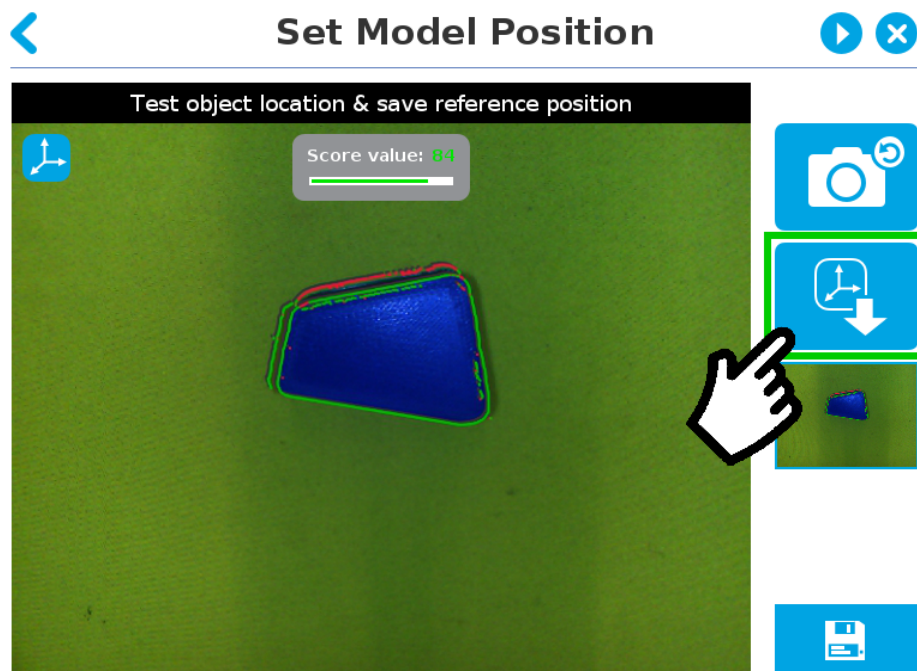 Set Model Position
Test object location & save reference position
Score value: 84